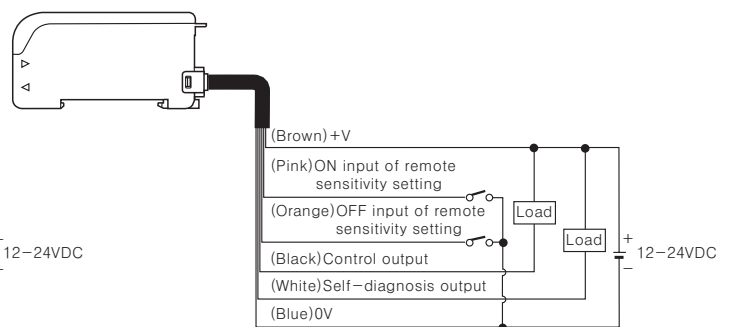 (Brown)+V
(Pink)ON input of remote
sensitivity setting
(Orange)OFF input of remote
sensitivity setting
Load
Load
+
12-24VDC
-
12-24VDC
(Black)Control output
(White)Self-diagnosis output
(Blue)0V